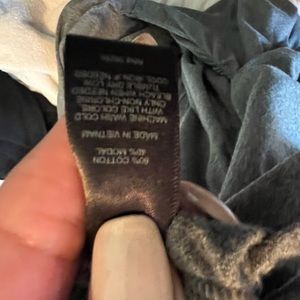 60% COTTON
40% MODAL
MADE IN VIETNAM
MACHINE WASH COLD
WITH LIKE COLORS
ONLY NON-CHLORINE
BLEACH WHEN NEEDED
TUMBLE DRY LOW
COOL IRON IF NEEDED